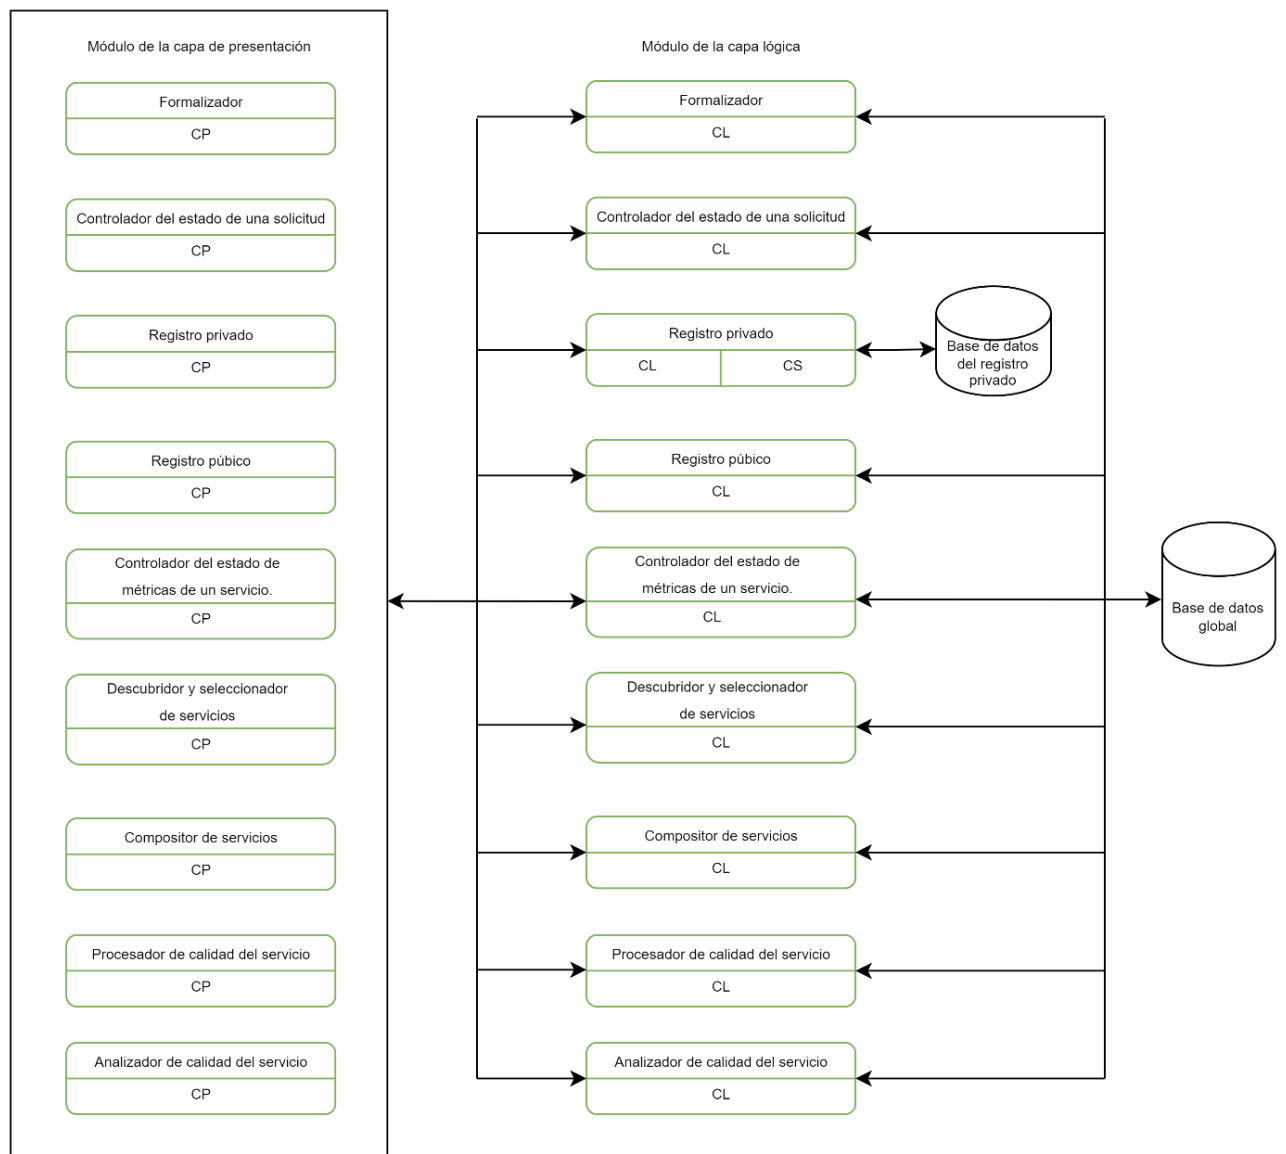 Módulo de la capa de presentación
Formalizador
CP
Controlador del estado de una solicitud
CP
Registro privado
CP
Registro púbico
CP
Controlador del estado de
métricas de un servicio.
CP
Descubridor y seleccionador
de servicios
CP
Compositor de servicios
CP
Procesador de calidad del servicio
CP
Analizador de calidad del servicio
CP
Módulo de la capa lógica
Formalizador
CL
Controlador del estado de una solicitud
CL
Registro privado
CL CS
Registro púbico
CL
Controlador del estado de
métricas de un servicio.
CL
Descubridor y seleccionador
de servicios
CL
Compositor de servicios
CL
Procesador de calidad del servicio
CL
Analizador de calidad del servicio
CL
Base de datos
del registro
privado
Base de datos
global